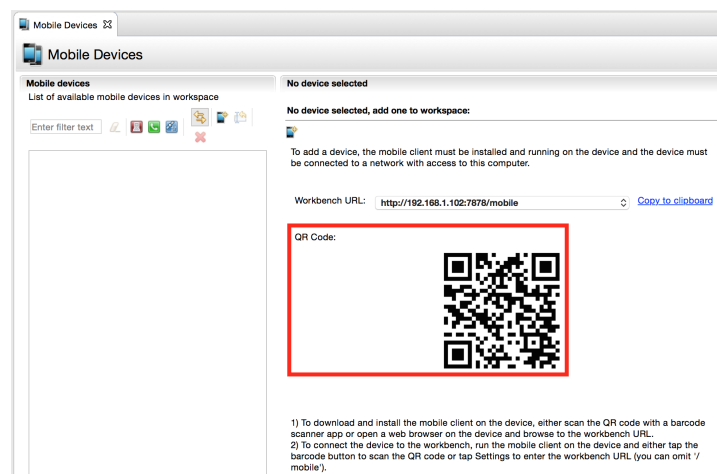 Mobile Devices
Mobile Devices
Mobile devices
List of available mobile devices in workspace
Enter filter text
No device selected
No device selected, add one to workspace:
To add a device, the mobile client must be installed and running on the device and the device must
be connected to a network with access to this computer.
Workbench URL: http://192.168.1.102:7878/mobile Copy to clipboard
QR Code:
1) To download and install the mobile client on the device, either scan the QR code with a barcode
scanner app or open a web browser on the device and browse to the workbench URL.
2) To connect the device to the workbench, run the mobile client on the device and either tap the
barcode button to scan the QR code or tap Settings to enter the workbench URL (you can omit '/
mobile').